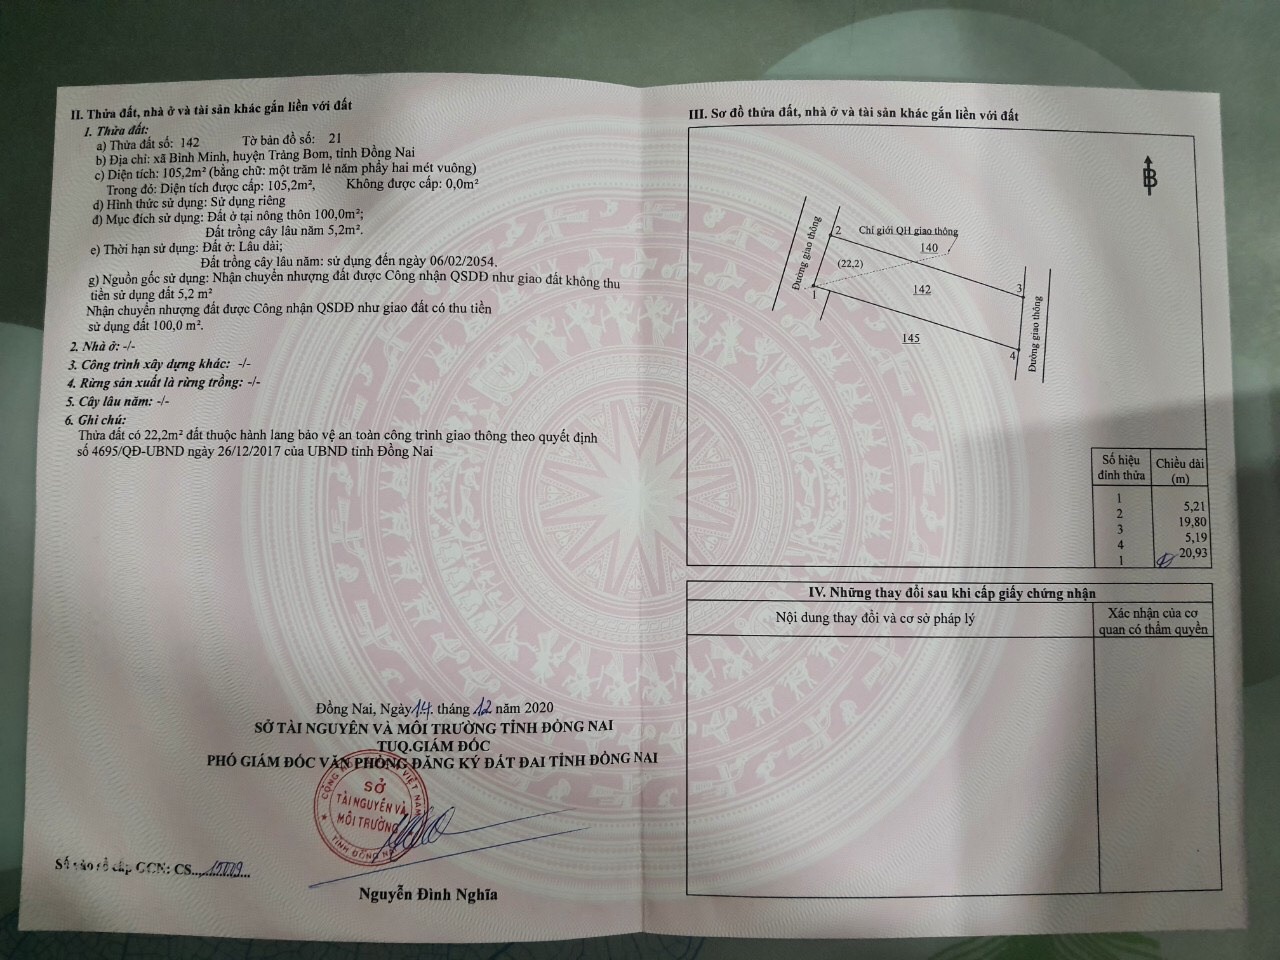 II. Thửa đất, nhà ở và tài sản khác gắn liền với đất
1. Thửa đất:
a) Thửa đất số: 142 Tờ bản đồ số: 21
b) Địa chỉ: xã Bình Minh, huyện Trảng Bom, tỉnh Đồng Nai
c) Diện tích: 105,2m² (bằng chữ: một trăm lẻ năm phẩy hai mét vuông)
Trong đó: Diện tích được cấp: 105,2m², Không được cấp: 0,0m²
d) Hình thức sử dụng: Sử dụng riêng
đ) Mục đích sử dụng: Đất ở tại nông thôn 100,0m²;
Đất trồng cây lâu năm 5,2m².
e) Thời hạn sử dụng: Đất ở: Lâu dài;
Đất trồng cây lâu năm: sử dụng đến ngày 06/02/2054.
g) Nguồn gốc sử dụng: Nhận chuyển nhượng đất được Công nhận QSDĐ như giao đất không thu
tiền sử dụng đất 5,2 m²
Nhận chuyển nhượng đất được Công nhận QSDĐ như giao đất có thu tiền
sử dụng đất 100,0 m².
2. Nhà ở: -/-
3. Công trình xây dựng khác: -/-
4. Rừng sản xuất là rừng trồng: -/-
5. Cây lâu năm: -/-
6. Ghi chú:
Thửa đất có 22,2m² đất thuộc hành lang bảo vệ an toàn công trình giao thông theo quyết định
số 4695/QĐ-UBND ngày 26/12/2017 của UBND tỉnh Đồng Nai
Đồng Nai, Ngày 14. tháng 12 năm 2020
SỞ TÀI NGUYÊN VÀ MÔI TRƯỜNG TỈNH ĐỒNG NAI
TUQ.GIÁM ĐỐC
PHÓ GIÁM ĐỐC VĂN PHÒNG ĐĂNG KÝ ĐẤT ĐAI TỈNH ĐỒNG NAI
SỞ
TÀI NGUYÊN VÀ
MÔI TRƯỜNG
TỈNH ĐỒNG NAI
Số vào sổ cấp GCN: CS
Nguyễn Đình Nghĩa
III. Sơ đồ thửa đất, nhà ở và tài sản khác gắn liền với đất
B
Đường giao thông
2
Chỉ giới QH giao thông
140
(22,2)
1
142
3
145
4
Đường giao thông
Số hiệu đỉnh thửa Chiều dài (m)
1
5,21
2
19,80
3
5,19
4
20,93
1
IV. Những thay đổi sau khi cấp giấy chứng nhận
Nội dung thay đổi và cơ sở pháp lý
Xác nhận của cơ
quan có thẩm quyền